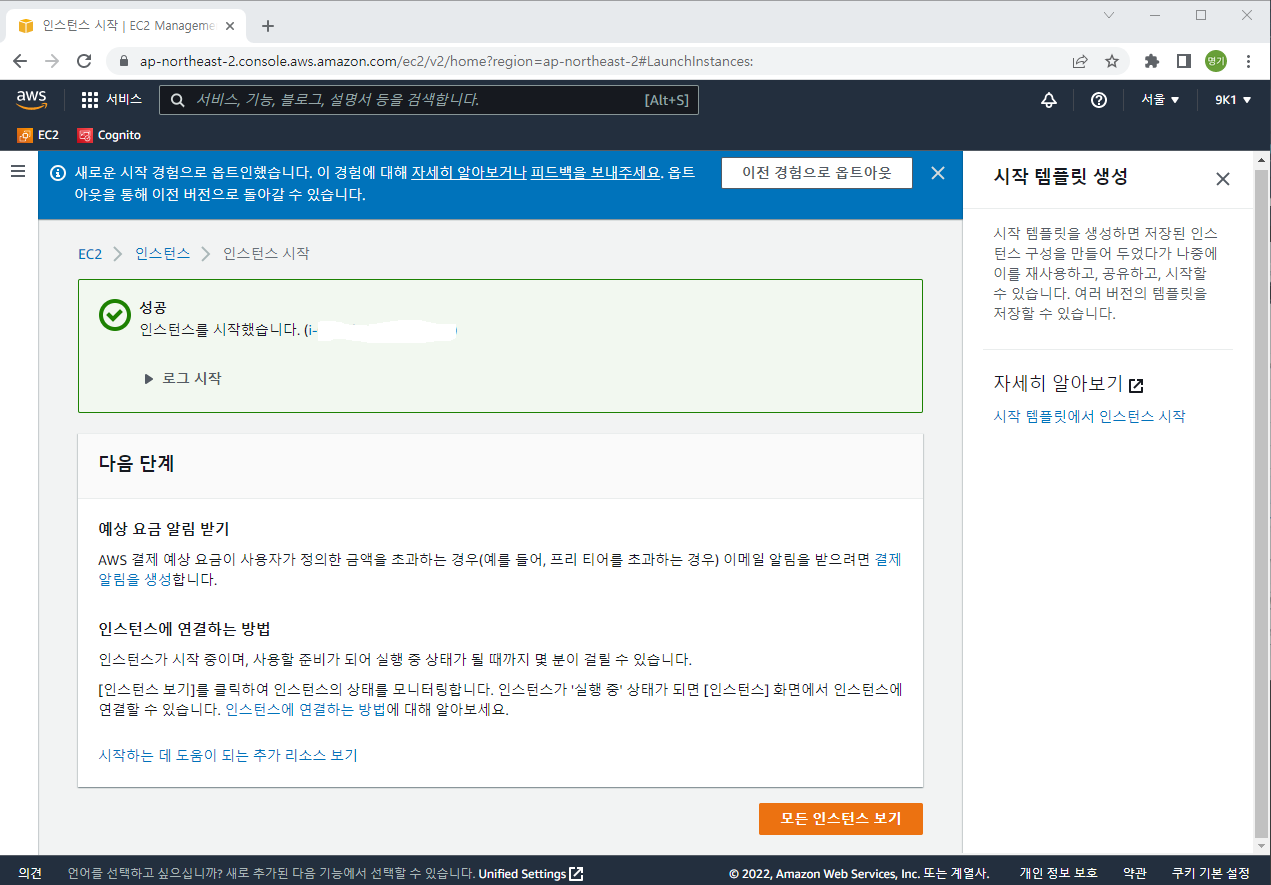 인스턴스 시작 | EC2 Manageme
ap-northeast-2.console.aws.amazon.com/ec2/v2/home?region=ap-northeast-2#LaunchInstances:
영기
aws
서비스
서비스, 기능, 블로그, 설명서 등을 검색합니다.
[Alt+S]
서울
9K1
EC2
Cognito
새로운 시작 경험으로 옵트인했습니다. 이 경험에 대해 자세히 알아보거나 피드백을 보내주세요. 옵트
아웃을 통해 이전 버전으로 돌아갈 수 있습니다.
이전 경험으로 옵트아웃
EC2
인스턴스
인스턴스 시작
성공
인스턴스를 시작했습니다. (i-
)
로그 시작
다음 단계
예상 요금 알림 받기
AWS 결제 예상 요금이 사용자가 정의한 금액을 초과하는 경우(예를 들어, 프리 티어를 초과하는 경우) 이메일 알림을 받으려면 결제
알림을 생성합니다.
인스턴스에 연결하는 방법
인스턴스가 시작 중이며, 사용할 준비가 되어 실행 중 상태가 될 때까지 몇 분이 걸릴 수 있습니다.
[인스턴스 보기]를 클릭하여 인스턴스의 상태를 모니터링합니다. 인스턴스가 '실행 중' 상태가 되면 [인스턴스] 화면에서 인스턴스에
연결할 수 있습니다. 인스턴스에 연결하는 방법에 대해 알아보세요.
시작하는 데 도움이 되는 추가 리소스 보기
모든 인스턴스 보기
시작 템플릿 생성
시작 템플릿을 생성하면 저장된 인스
턴스 구성을 만들어 두었다가 나중에
이를 재사용하고, 공유하고, 시작할
수 있습니다. 여러 버전의 템플릿을
저장할 수 있습니다.
자세히 알아보기
시작 템플릿에서 인스턴스 시작
의견
언어를 선택하고 싶으십니까? 새로 추가된 다음 기능에서 선택할 수 있습니다. Unified Settings
© 2022, Amazon Web Services, Inc. 또는 계열사.
개인 정보 보호
약관
쿠키 기본 설정